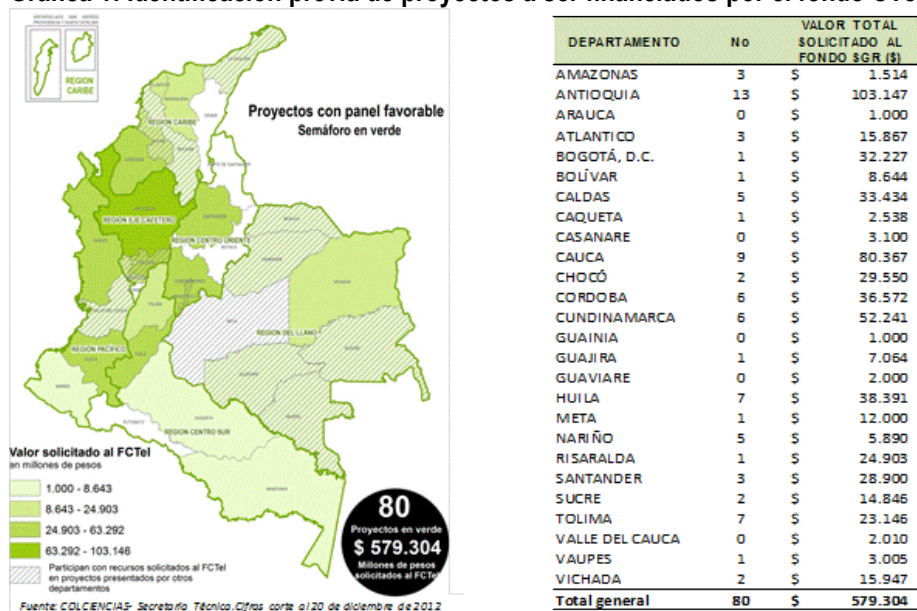 ARCHIPIELAGO SAN ANDRES
PROVIDENCIA Y SANTA CATALINA
REGION
CARIBE
Proyectos con panel favorable
Semáforo en verde
REGION CARIBE
REGION EJE CAFETERO
REGION CENTRO ORIENTE
REGION DEL LLANO
REGION PACÍFICO
REGION CENTRO SUR
Valor solicitado al FCTeI
en millones de pesos
1.000 - 8.643
8.643 - 24.903
24.903 - 63.292
63.292 - 103.146
Participan con recursos solicitados al FCTeI
en proyectos presentados por otros
departamentos
80
Proyectos en verde
$ 579.304
Millones de pesos
solicitados al FCTeI
Fuente: COLCIENCIAS- Secretaría Técnica.Cifras corte al 20 de diciembre de 2012
DEPARTAMENTO No VALOR TOTAL SOLICITADO AL FONDO SGR ($)
AMAZONAS 3 $ 1.514
ANTIOQUIA 13 $ 103.147
ARAUCA 0 $ 1.000
ATLANTICO 3 $ 15.867
BOGOTÁ, D.C. 1 $ 32.227
BOLÍVAR 1 $ 8.644
CALDAS 5 $ 33.434
CAQUETA 1 $ 2.538
CASANARE 0 $ 3.100
CAUCA 9 $ 80.367
CHOCÓ 2 $ 29.550
CORDOBA 6 $ 36.572
CUNDINAMARCA 6 $ 52.241
GUAINIA 0 $ 1.000
GUAJIRA 1 $ 7.064
GUAVIARE 0 $ 2.000
HUILA 7 $ 38.391
META 1 $ 12.000
NARIÑO 5 $ 5.890
RISARALDA 1 $ 24.903
SANTANDER 3 $ 28.900
SUCRE 2 $ 14.846
TOLIMA 7 $ 23.146
VALLE DEL CAUCA 0 $ 2.010
VAUPES 1 $ 3.005
VICHADA 2 $ 15.947
Total general 80 $ 579.304